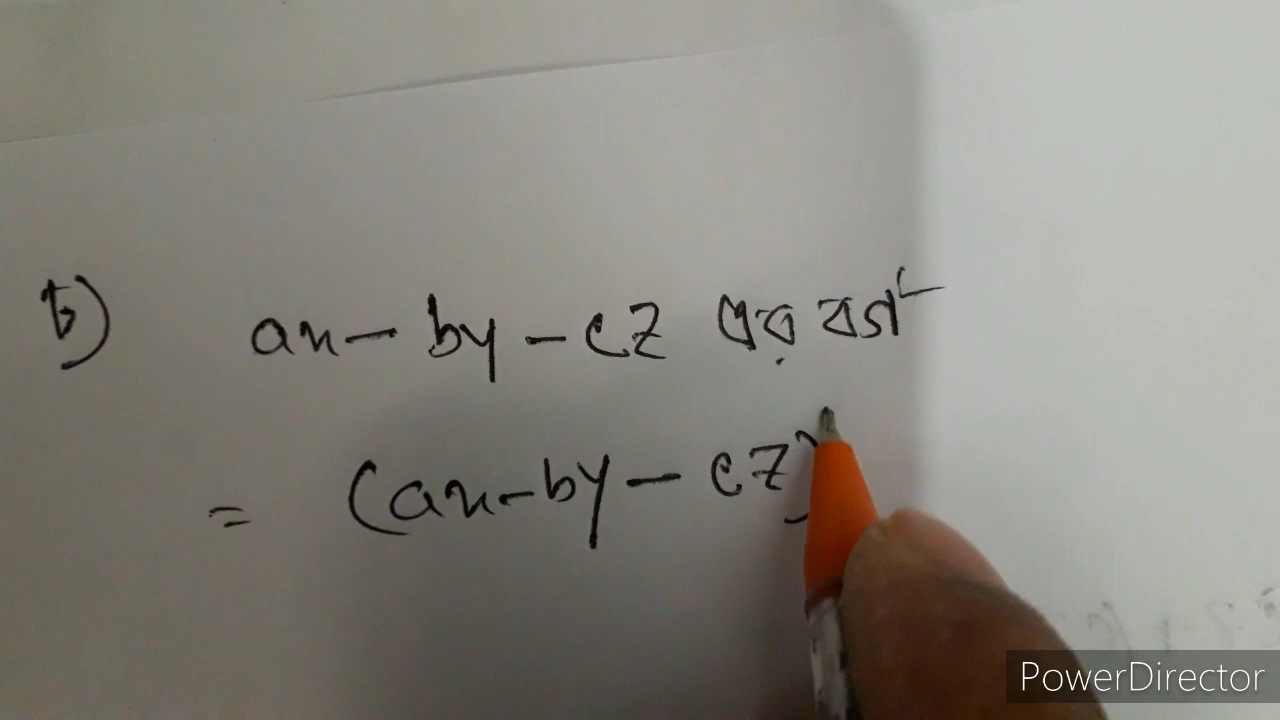 চ) ax - by - cz এর বর্গ
= (ax - by - cz)
PowerDirector